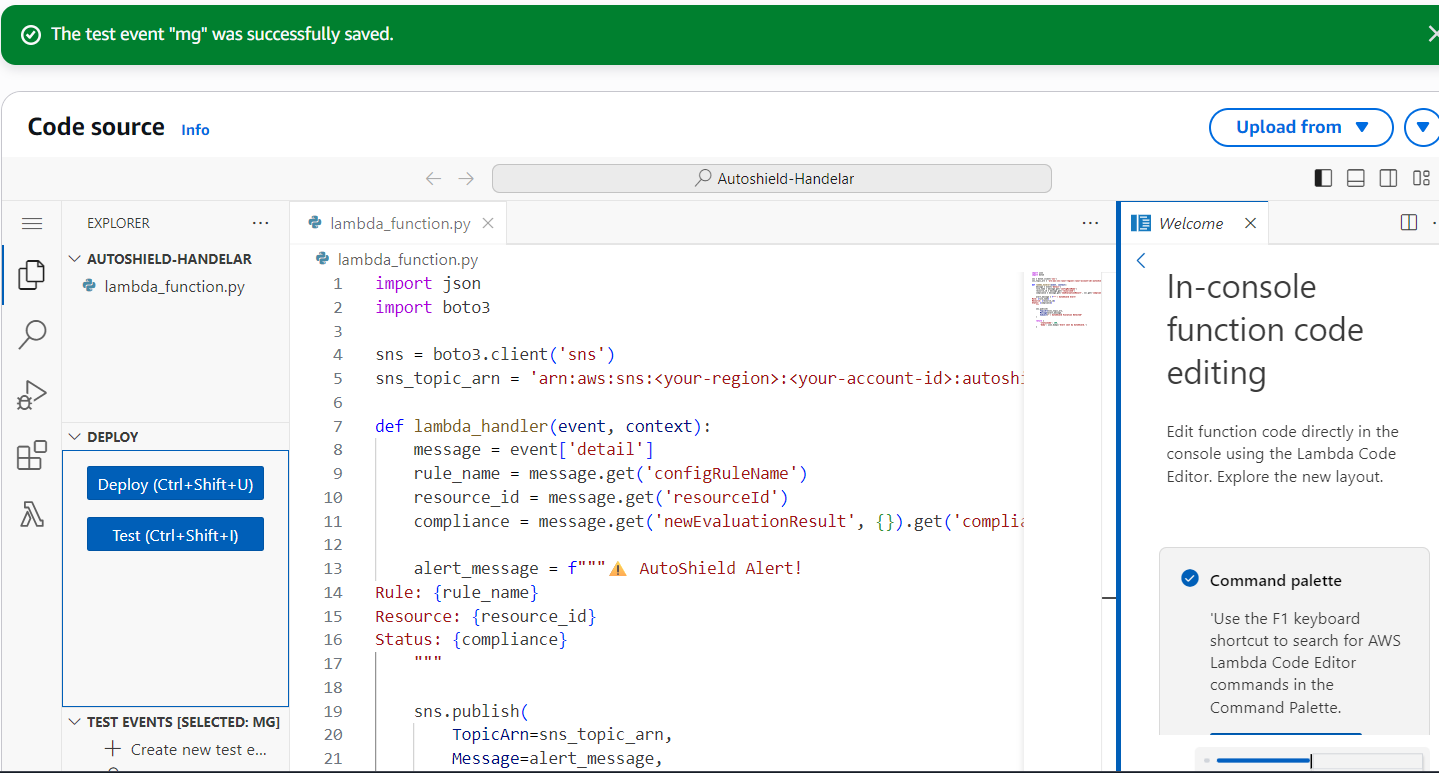 The test event "mg" was successfully saved.
Code source Info
Upload from
Autoshield-Handelar
EXPLORER
AUTOSHIELD-HANDELAR
lambda_function.py
DEPLOY
Deploy (Ctrl+Shift+U)
Test (Ctrl+Shift+I)
TEST EVENTS [SELECTED: MG]
Create new test e...
lambda_function.py
lambda_function.py
1 import json
2 import boto3
3
4 sns = boto3.client('sns')
5 sns_topic_arn = 'arn:aws:sns:<your-region>:<your-account-id>:autoshi
6
7 def lambda_handler(event, context):
8 message = event['detail']
9 rule_name = message.get('configRuleName')
10 resource_id = message.get('resourceId')
11 compliance = message.get('newEvaluationResult', {}).get('complia
12
13 alert_message = f"""⚠️ AutoShield Alert!
14 Rule: {rule_name}
15 Resource: {resource_id}
16 Status: {compliance}
17 """
18
19 sns.publish(
20 TopicArn=sns_topic_arn,
21 Message=alert_message,
Welcome
In-console
function code
editing
Edit function code directly in the
console using the Lambda Code
Editor. Explore the new layout.
Command palette
'Use the F1 keyboard
shortcut to search for AWS
Lambda Code Editor
commands in the
Command Palette.